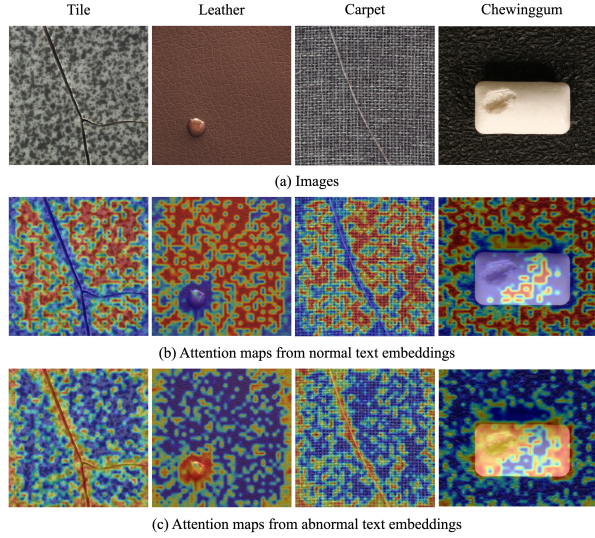 Tile Leather Carpet Chewinggum
(a) Images
(b) Attention maps from normal text embeddings
(c) Attention maps from abnormal text embeddings